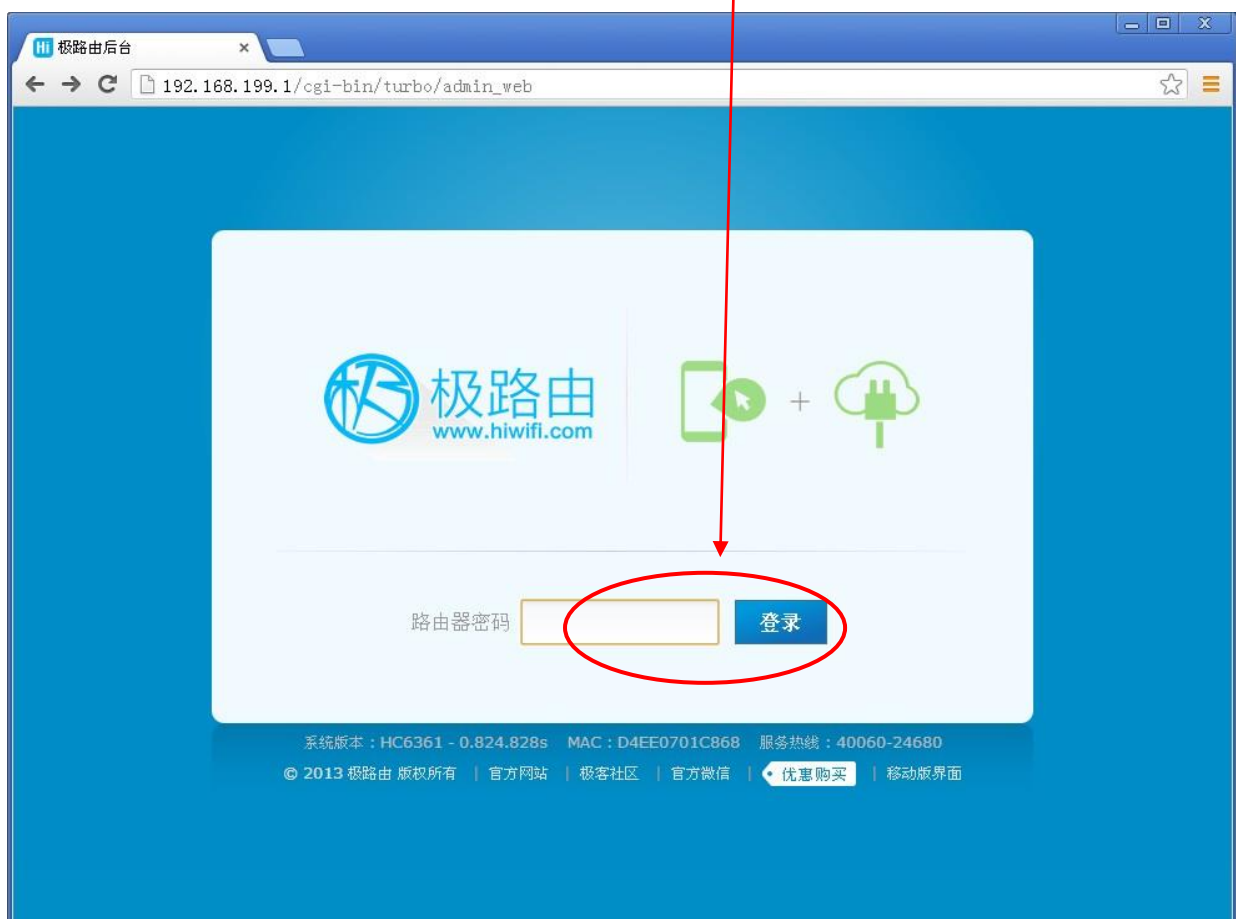 极路由后台
192.168.199.1/cgi-bin/turbo/admin_web
极 极路由
www.hiwifi.com
+
路由器密码 登录
系统版本：HC6361 - 0.824.828s MAC：D4EE0701C868 服务热线：40060-24680
© 2013 极路由 版权所有 | 官方网站 | 极客社区 | 官方微信 | 优惠购买 | 移动版界面